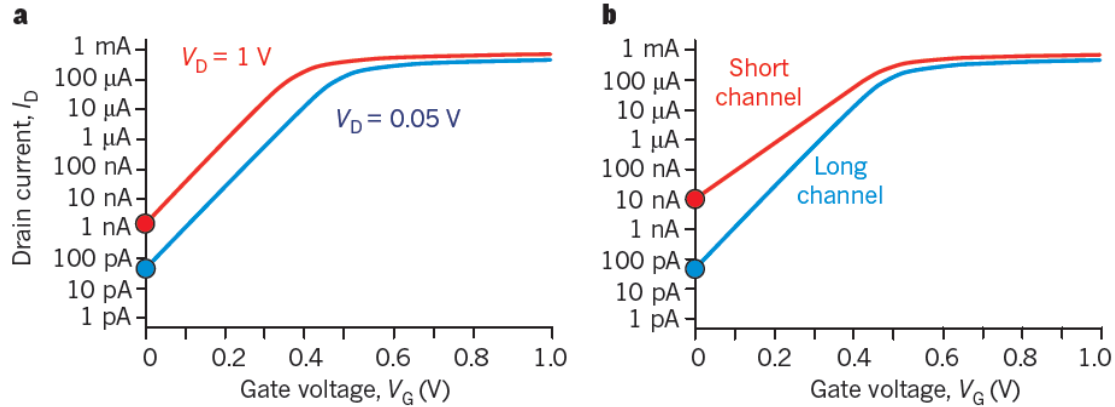 a
1 mA
100 μA
10 μA
1 μA
100 nA
10 nA
1 nA
100 pA
10 pA
1 pA
Drain current, I_D
V_D = 1 V
V_D = 0.05 V
0 0.2 0.4 0.6 0.8 1.0
Gate voltage, V_G (V)
b
1 mA
100 μA
10 μA
1 μA
100 nA
10 nA
1 nA
100 pA
10 pA
1 pA
Short
channel
Long
channel
0 0.2 0.4 0.6 0.8 1.0
Gate voltage, V_G (V)